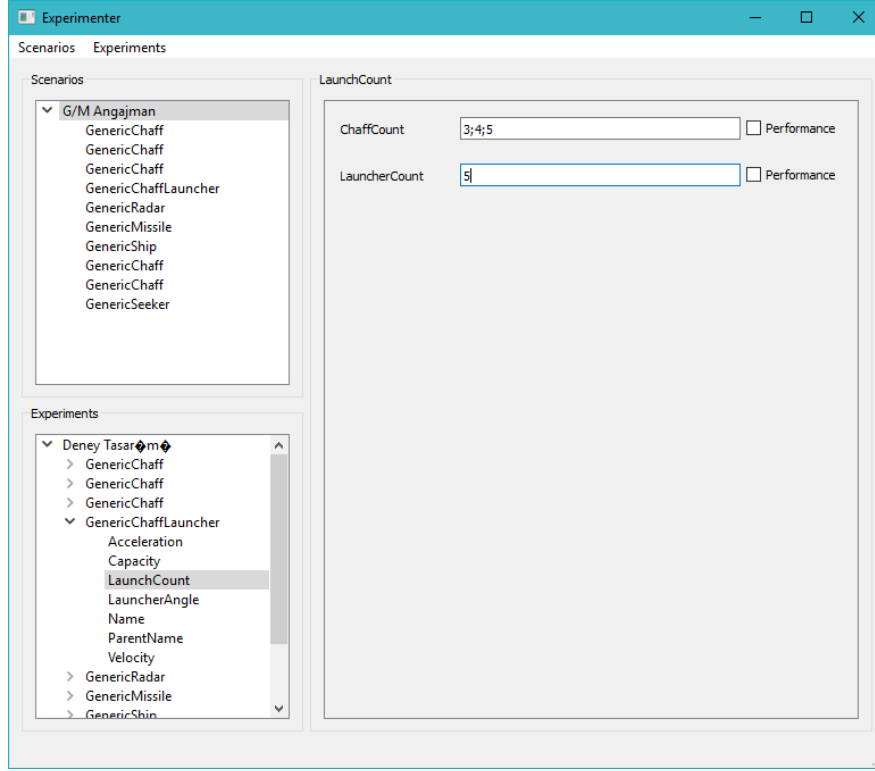 Experimenter
Scenarios Experiments
Scenarios
G/M Angajman
GenericChaff
GenericChaff
GenericChaff
GenericChaffLauncher
GenericRadar
GenericMissile
GenericShip
GenericChaff
GenericChaff
GenericSeeker
Experiments
Deney Tasar�m�
GenericChaff
GenericChaff
GenericChaff
GenericChaffLauncher
Acceleration
Capacity
LaunchCount
LauncherAngle
Name
ParentName
Velocity
GenericRadar
GenericMissile
GenericShip
LaunchCount
ChaffCount 3;4;5 Performance
LauncherCount 5 Performance